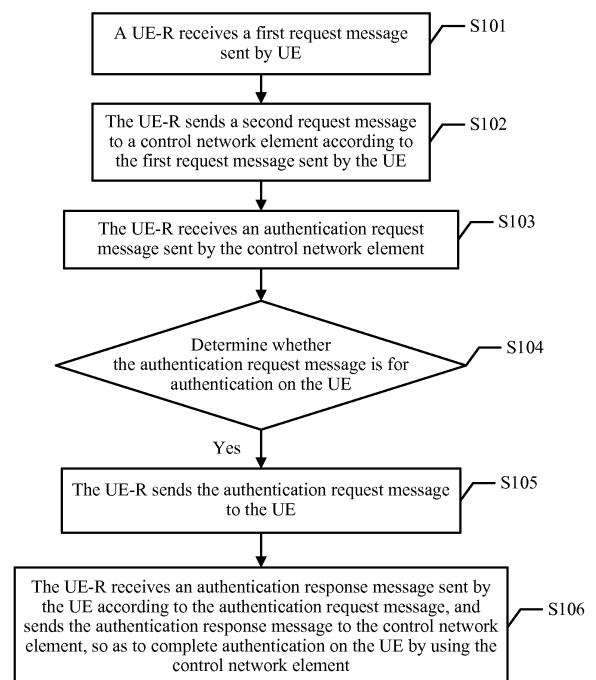 A UE-R receives a first request message
sent by UE
S101
The UE-R sends a second request message
to a control network element according to
the first request message sent by the UE
S102
The UE-R receives an authentication request
message sent by the control network element
S103
Determine whether
the authentication request message is for
authentication on the UE
S104
Yes
The UE-R sends the authentication request message
to the UE
S105
The UE-R receives an authentication response message sent by
the UE according to the authentication request message, and
sends the authentication response message to the control network
element, so as to complete authentication on the UE by using the
control network element
S106